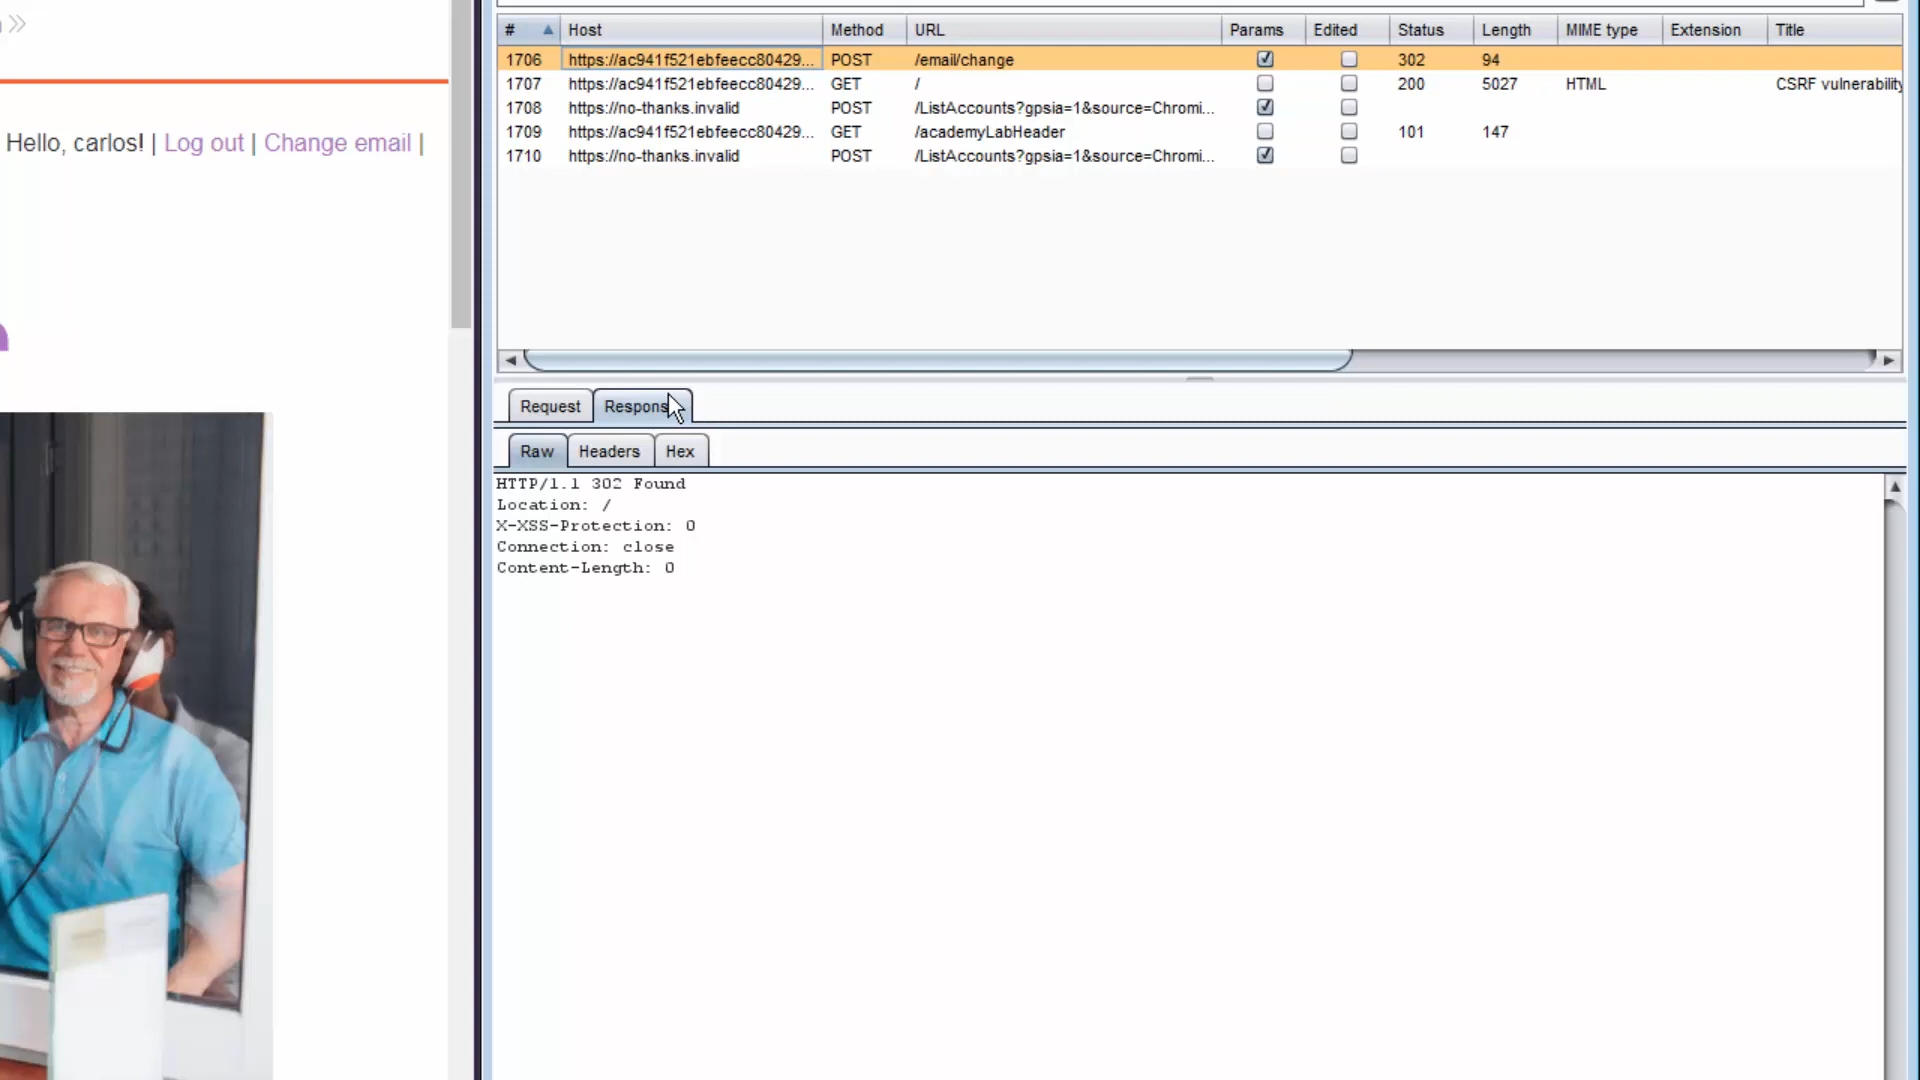 Hello, carlos! | Log out | Change email |
# Host Method URL Params Edited Status Length MIME type Extension Title
1706 https://ac941f521ebfeecc80429... POST /email/change 302 94
1707 https://ac941f521ebfeecc80429... GET / 200 5027 HTML CSRF vulnerability
1708 https://no-thanks.invalid POST /ListAccounts?gpsia=1&source=Chromi...
1709 https://ac941f521ebfeecc80429... GET /academyLabHeader 101 147
1710 https://no-thanks.invalid POST /ListAccounts?gpsia=1&source=Chromi...
Request Respons
Raw Headers Hex
HTTP/1.1 302 Found
Location: /
X-XSS-Protection: 0
Connection: close
Content-Length: 0